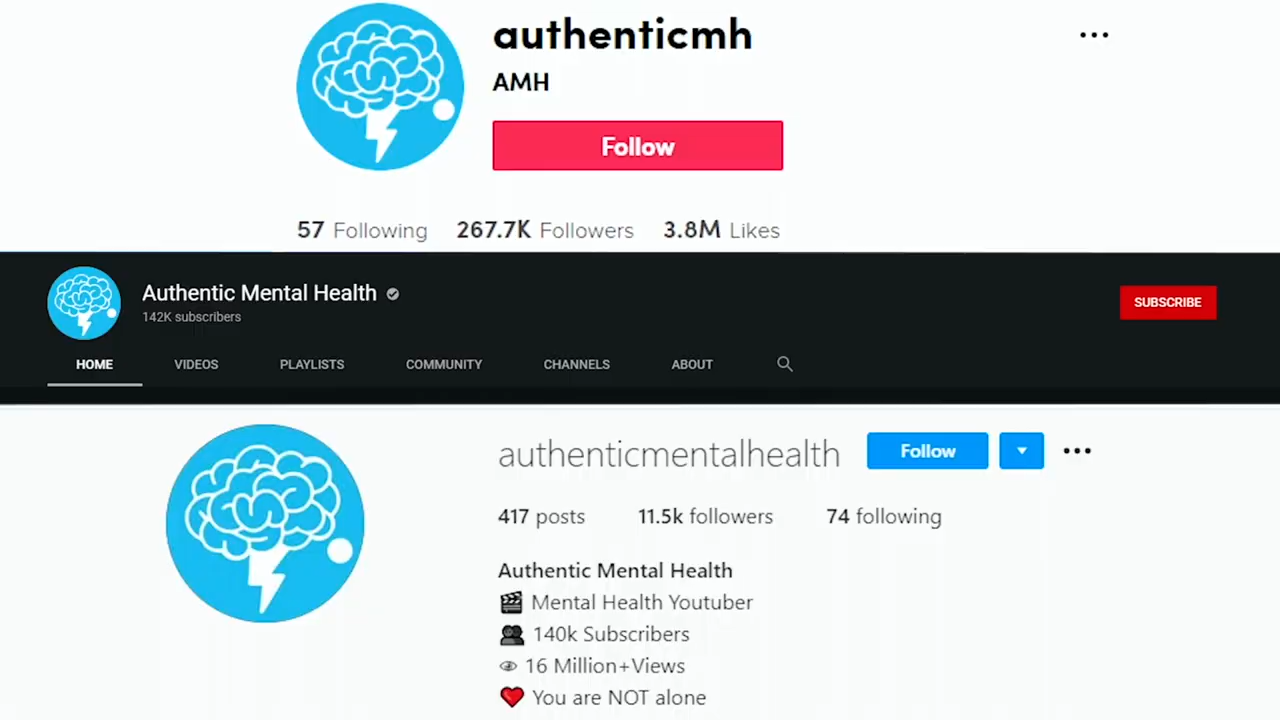 authenticmh
AMH
Follow
57 Following 267.7K Followers 3.8M Likes
Authentic Mental Health
142K subscribers
SUBSCRIBE
HOME VIDEOS PLAYLISTS COMMUNITY CHANNELS ABOUT
authenticmentalhealth Follow
417 posts 11.5k followers 74 following
Authentic Mental Health
Mental Health Youtuber
140k Subscribers
16 Million+Views
You are NOT alone